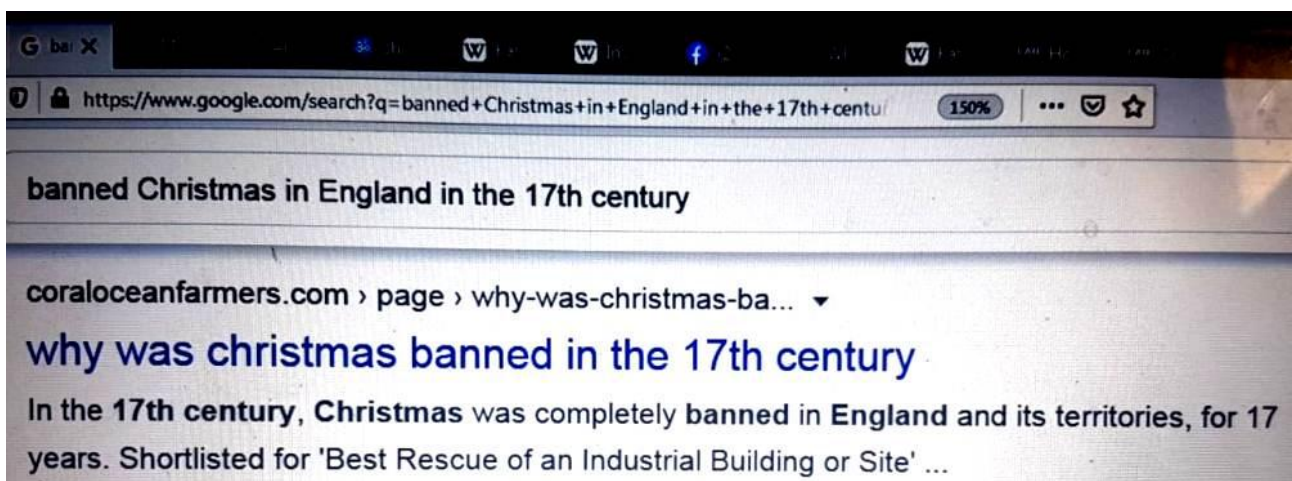 G bar
https://www.google.com/search?q=banned+Christmas+in+England+in+the+17th+centu 150%
banned Christmas in England in the 17th century
coraloceanfarmers.com › page › why-was-christmas-ba...
why was christmas banned in the 17th century
In the 17th century, Christmas was completely banned in England and its territories, for 17
years. Shortlisted for 'Best Rescue of an Industrial Building or Site' ...